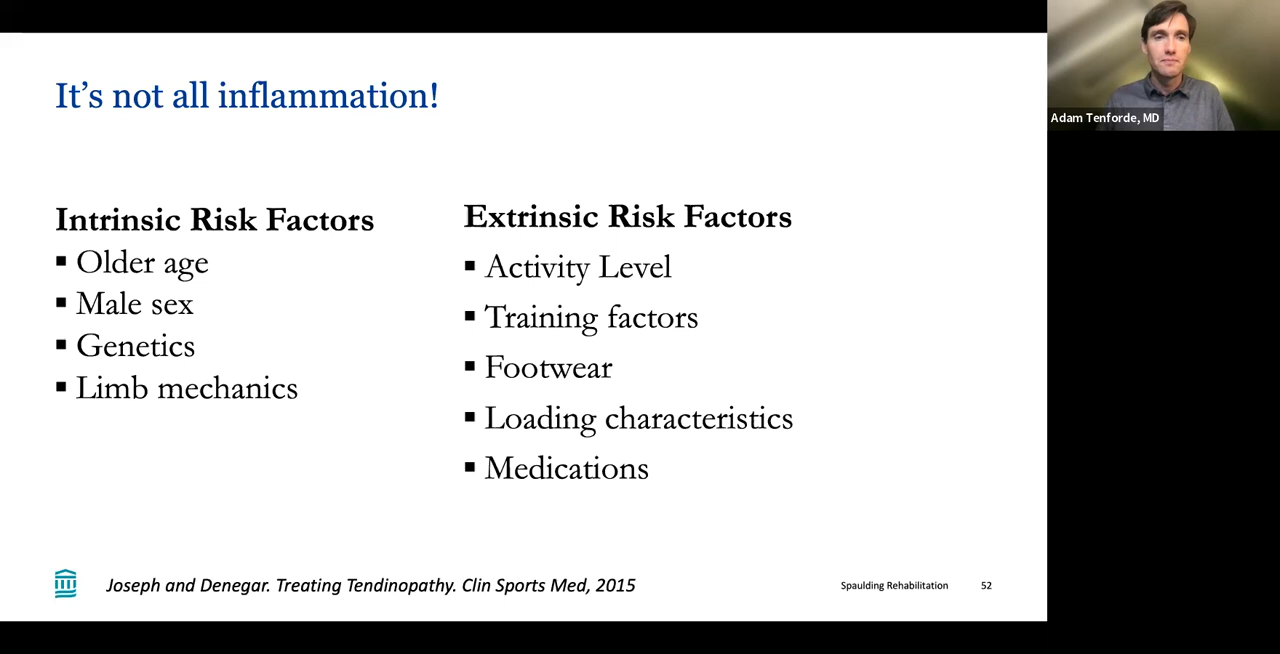 It's not all inflammation!
Intrinsic Risk Factors
▪ Older age
▪ Male sex
▪ Genetics
▪ Limb mechanics
Extrinsic Risk Factors
▪ Activity Level
▪ Training factors
▪ Footwear
▪ Loading characteristics
▪ Medications
Joseph and Denegar. Treating Tendinopathy. Clin Sports Med, 2015
Spaulding Rehabilitation
52
Adam Tenforde, MD